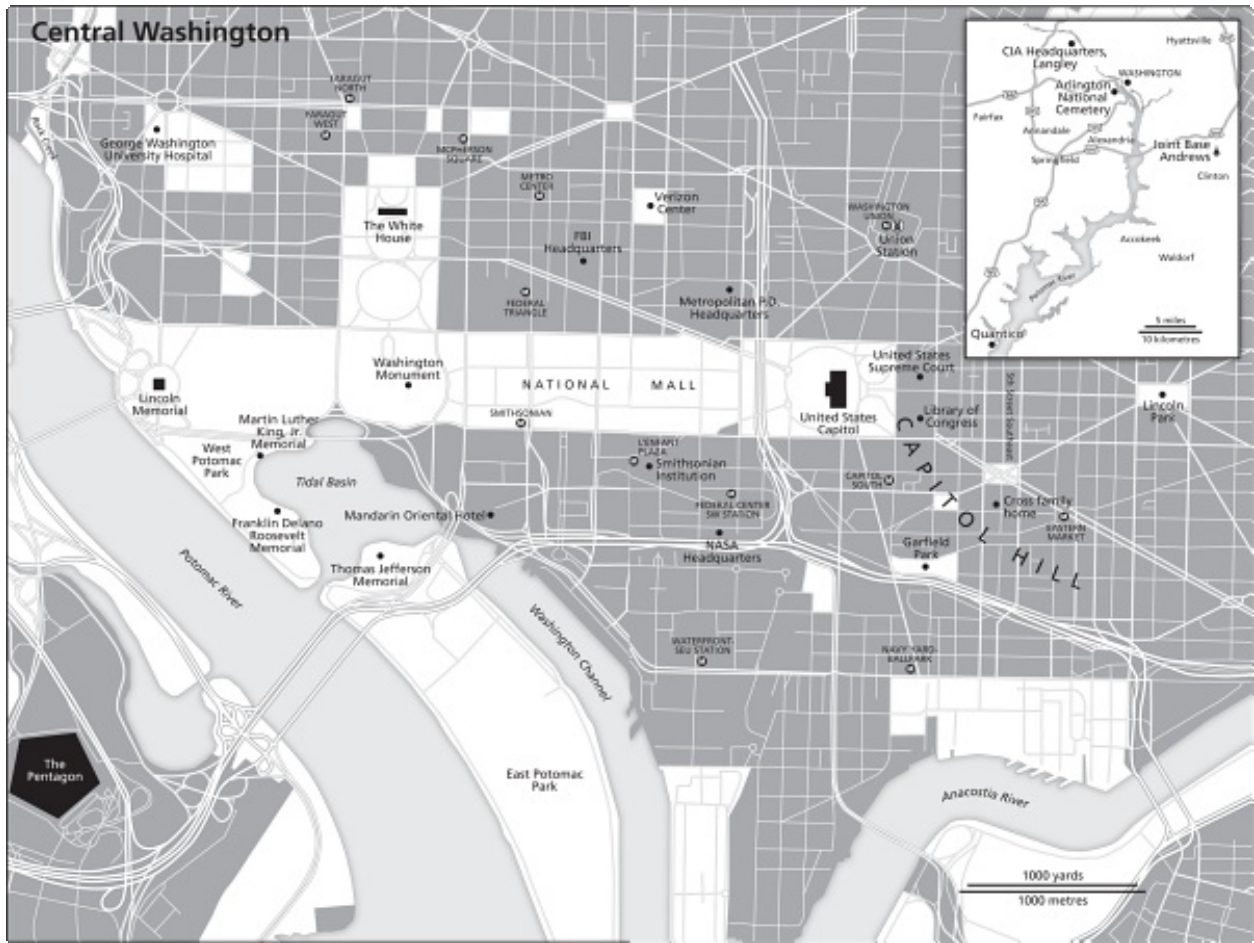 Central Washington
FARAGUT
NORTH
FARAGUT
WEST
Rock Creek
George Washington
University Hospital
MCPHERSON
SQUARE
METRO
CENTER
Verizon
Center
The White
House
FBI
Headquarters
WASHINGTON
UNION
Union
Station
FEDERAL
TRIANGLE
Metropolitan P.D.
Headquarters
CIA Headquarters,
Langley
Hyattsville
WASHINGTON
Arlington
National
Cemetery
Fairfax
Annandale
Alexandria
Springfield
Joint Base
Andrews
Clinton
Accokeek
Waldorf
Potomac River
Quantico
5 miles
10 kilometres
Washington
Monument
NATIONAL MALL
United States
Supreme Court
Lincoln
Memorial
SMITHSONIAN
United States
Capitol
Library of
Congress
5th Street Southeast
Lincoln
Park
Martin Luther
King, Jr.
Memorial
West
Potomac
Park
Tidal Basin
L'ENFANT
PLAZA
Smithsonian
Institution
CAPITOL
SOUTH
CAPITOL HILL
Mandarin Oriental Hotel
FEDERAL CENTER
SW STATION
Cross family
home
EASTERN
MARKET
Franklin Delano
Roosevelt
Memorial
NASA
Headquarters
Garfield
Park
Thomas Jefferson
Memorial
Potomac River
Washington Channel
WATERFRONT-
SEU STATION
NAVY YARD-
BALLPARK
The
Pentagon
East Potomac
Park
Anacostia River
1000 yards
1000 metres